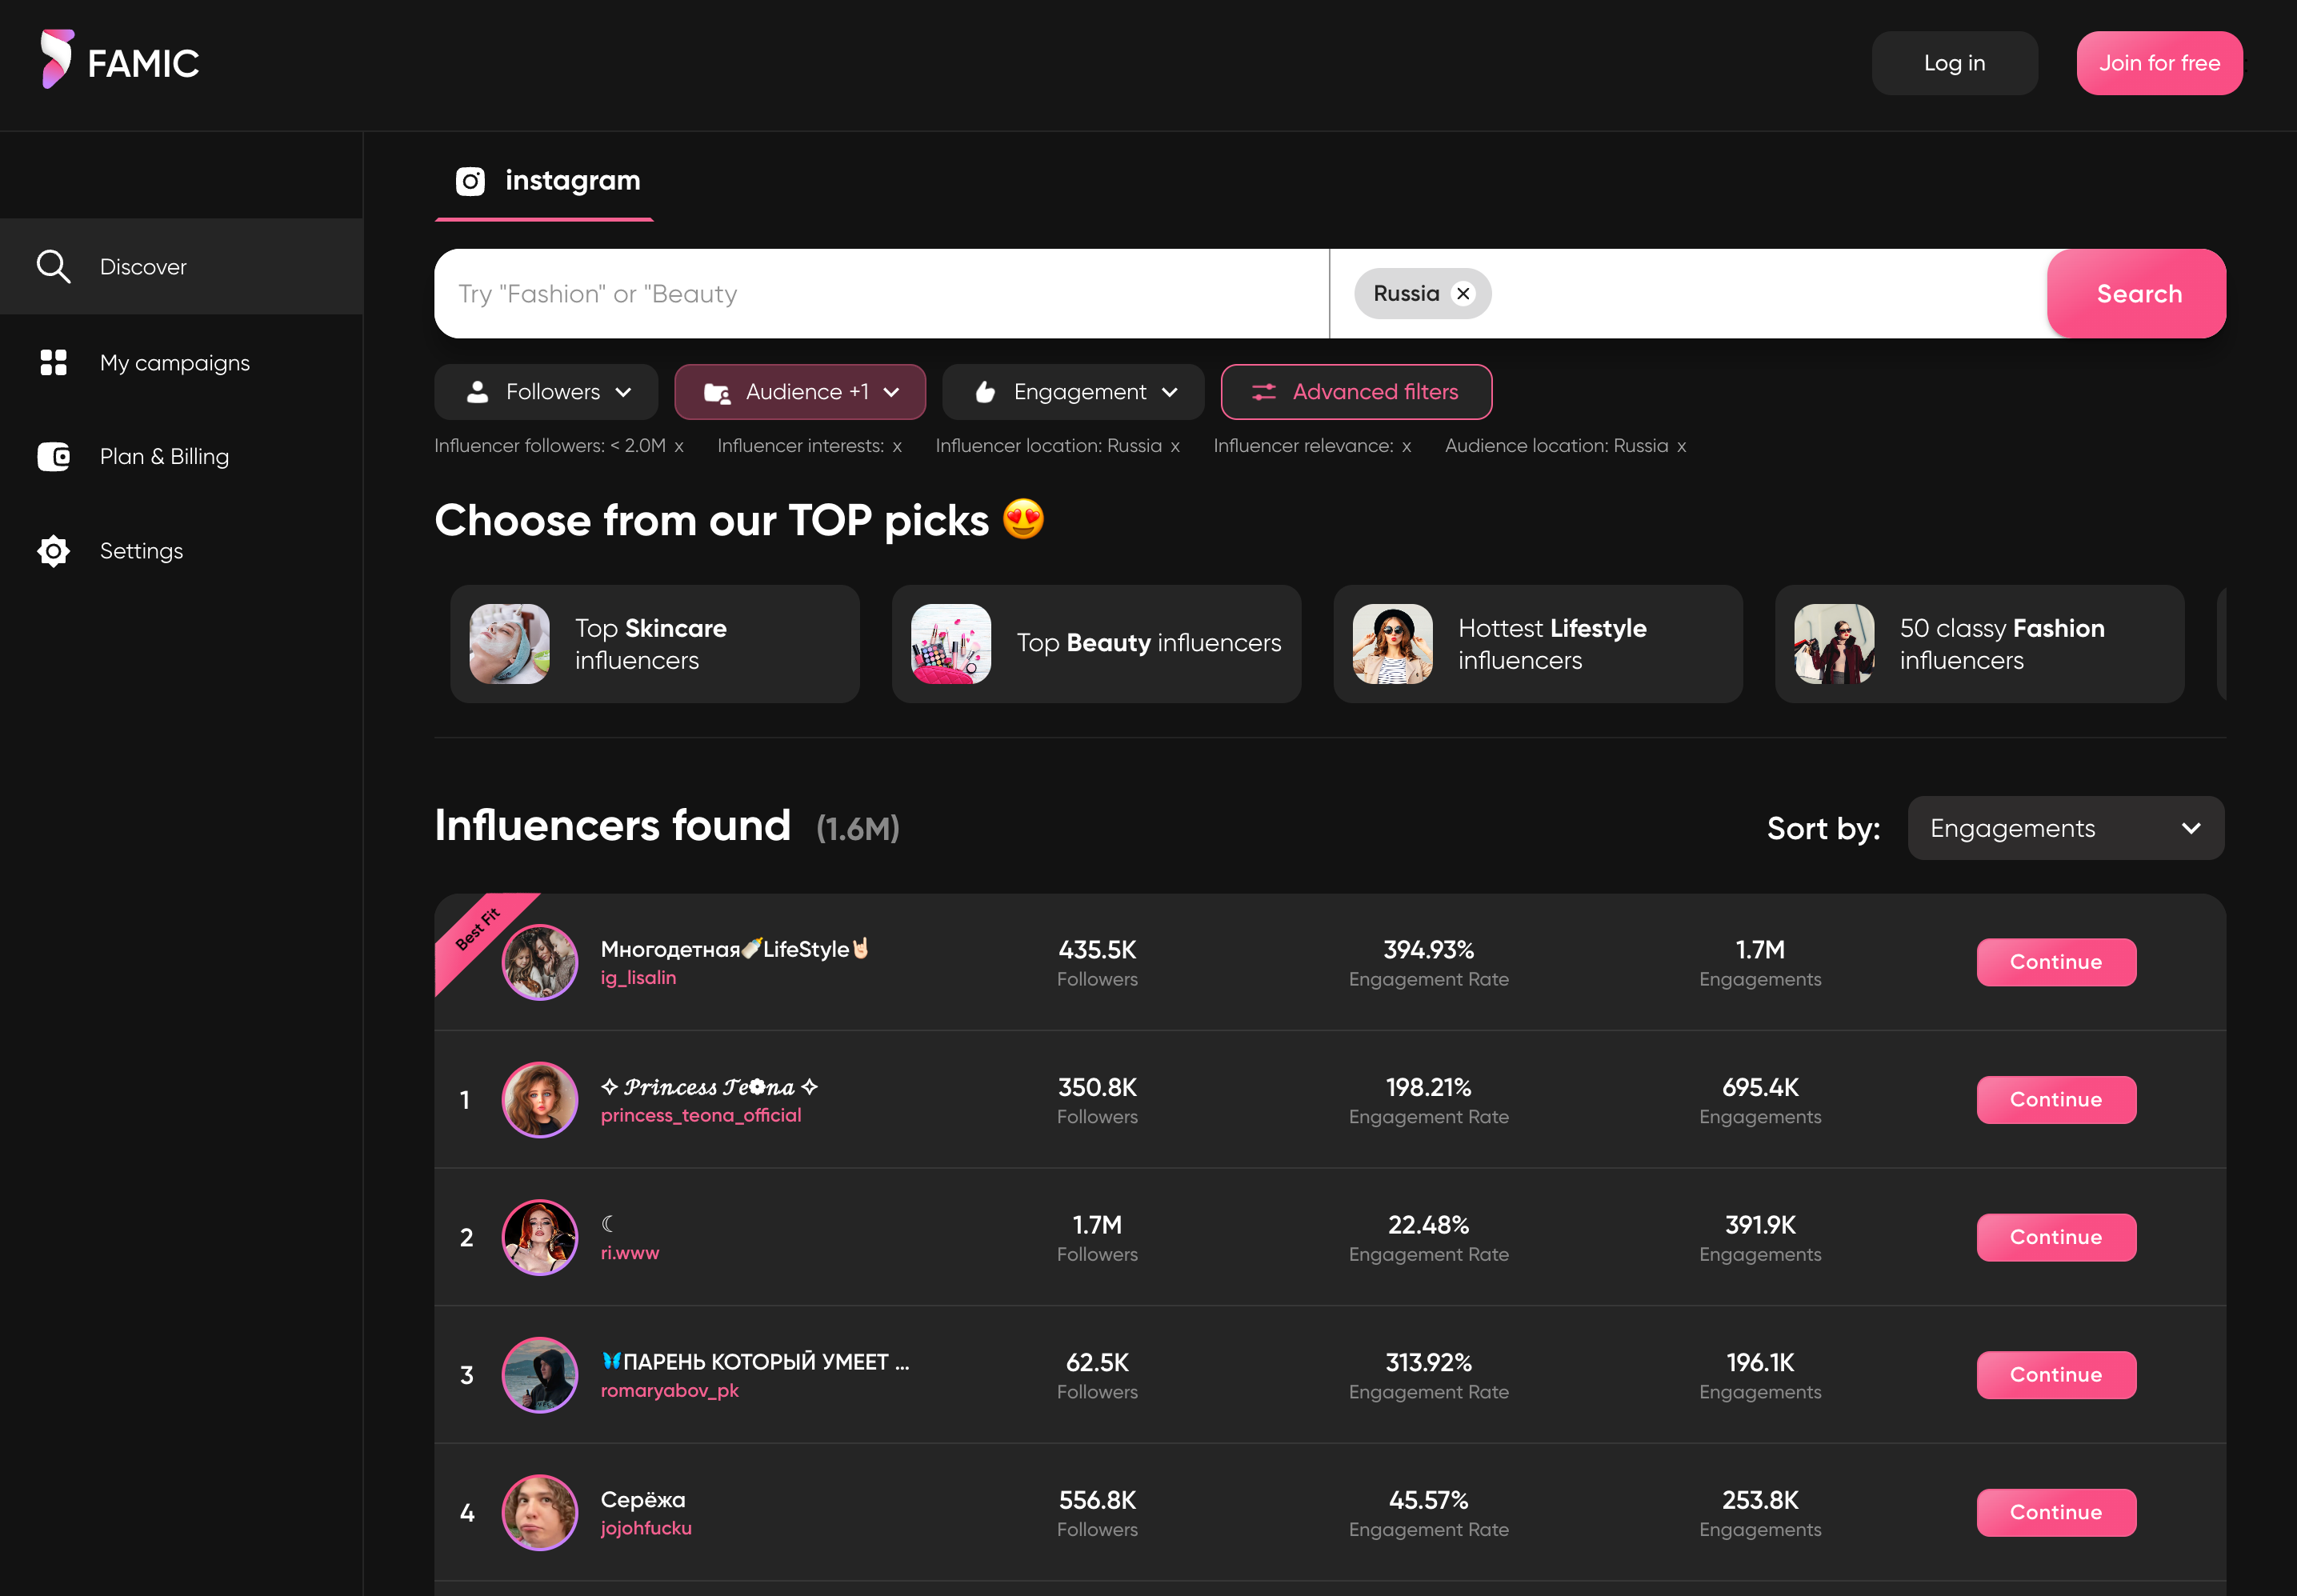 FAMIC
Log in
Join for free
instagram
Discover
My campaigns
Plan & Billing
Settings
Try "Fashion" or "Beauty
Russia
Search
Followers
Audience +1
Engagement
Advanced filters
Influencer followers: < 2.0M x
Influencer interests: x
Influencer location: Russia x
Influencer relevance: x
Audience location: Russia x
Choose from our TOP picks 😍
Top Skincare
influencers
Top Beauty influencers
Hottest Lifestyle
influencers
50 classy Fashion
influencers
Influencers found (1.6M)
Sort by:
Engagements
Best Fit
Многодетная🍼LifeStyle🤘🏻
ig_lisalin
435.5K
Followers
394.93%
Engagement Rate
1.7M
Engagements
Continue
1
✧ 𝓟𝓻𝓲𝓷𝓬𝓮𝓼𝓼 𝓣𝓮❁𝓷𝓪 ✧
princess_teona_official
350.8K
Followers
198.21%
Engagement Rate
695.4K
Engagements
Continue
2
☾
ri.www
1.7M
Followers
22.48%
Engagement Rate
391.9K
Engagements
Continue
3
🦋ПАРЕНЬ КОТОРЫЙ УМЕЕТ ...
romaryabov_pk
62.5K
Followers
313.92%
Engagement Rate
196.1K
Engagements
Continue
4
Серёжа
jojohfucku
556.8K
Followers
45.57%
Engagement Rate
253.8K
Engagements
Continue